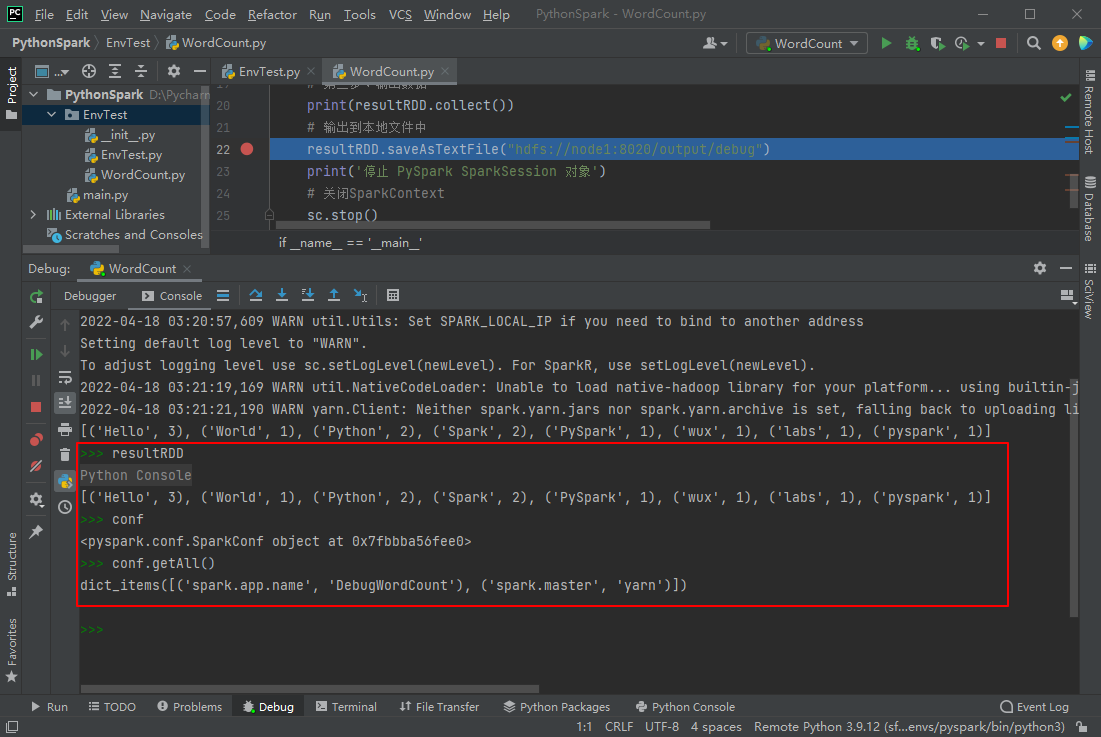 PC File Edit View Navigate Code Refactor Run Tools VCS Window Help PythonSpark - WordCount.py
PythonSpark EnvTest WordCount.py WordCount
Project
... EnvTest.py WordCount.py
PythonSpark D:\Pycharm
EnvTest
__init__.py
EnvTest.py
WordCount.py
main.py
External Libraries
Scratches and Consoles
19 # 第三步、输出数据
20 print(resultRDD.collect())
21 # 输出到本地文件中
22 resultRDD.saveAsTextFile("hdfs://node1:8020/output/debug")
23 print('停止 PySpark SparkSession 对象')
24 # 关闭SparkContext
25 sc.stop()
if __name__ == '__main__'
Remote Host
Database
SciView
Debug: WordCount
Debugger Console
2022-04-18 03:20:57,609 WARN util.Utils: Set SPARK_LOCAL_IP if you need to bind to another address
Setting default log level to "WARN".
To adjust logging level use sc.setLogLevel(newLevel). For SparkR, use setLogLevel(newLevel).
2022-04-18 03:21:19,169 WARN util.NativeCodeLoader: Unable to load native-hadoop library for your platform... using builtin-j
2022-04-18 03:21:21,190 WARN yarn.Client: Neither spark.yarn.jars nor spark.yarn.archive is set, falling back to uploading li
[('Hello', 3), ('World', 1), ('Python', 2), ('Spark', 2), ('PySpark', 1), ('wux', 1), ('labs', 1), ('pyspark', 1)]
>>> resultRDD
Python Console
[('Hello', 3), ('World', 1), ('Python', 2), ('Spark', 2), ('PySpark', 1), ('wux', 1), ('labs', 1), ('pyspark', 1)]
>>> conf
<pyspark.conf.SparkConf object at 0x7fbbba56fee0>
>>> conf.getAll()
dict_items([('spark.app.name', 'DebugWordCount'), ('spark.master', 'yarn')])
>>>
Structure
Favorites
Run TODO Problems Debug Terminal File Transfer Python Packages Python Console Event Log
1:1 CRLF UTF-8 4 spaces Remote Python 3.9.12 (sf...envs/pyspark/bin/python3)